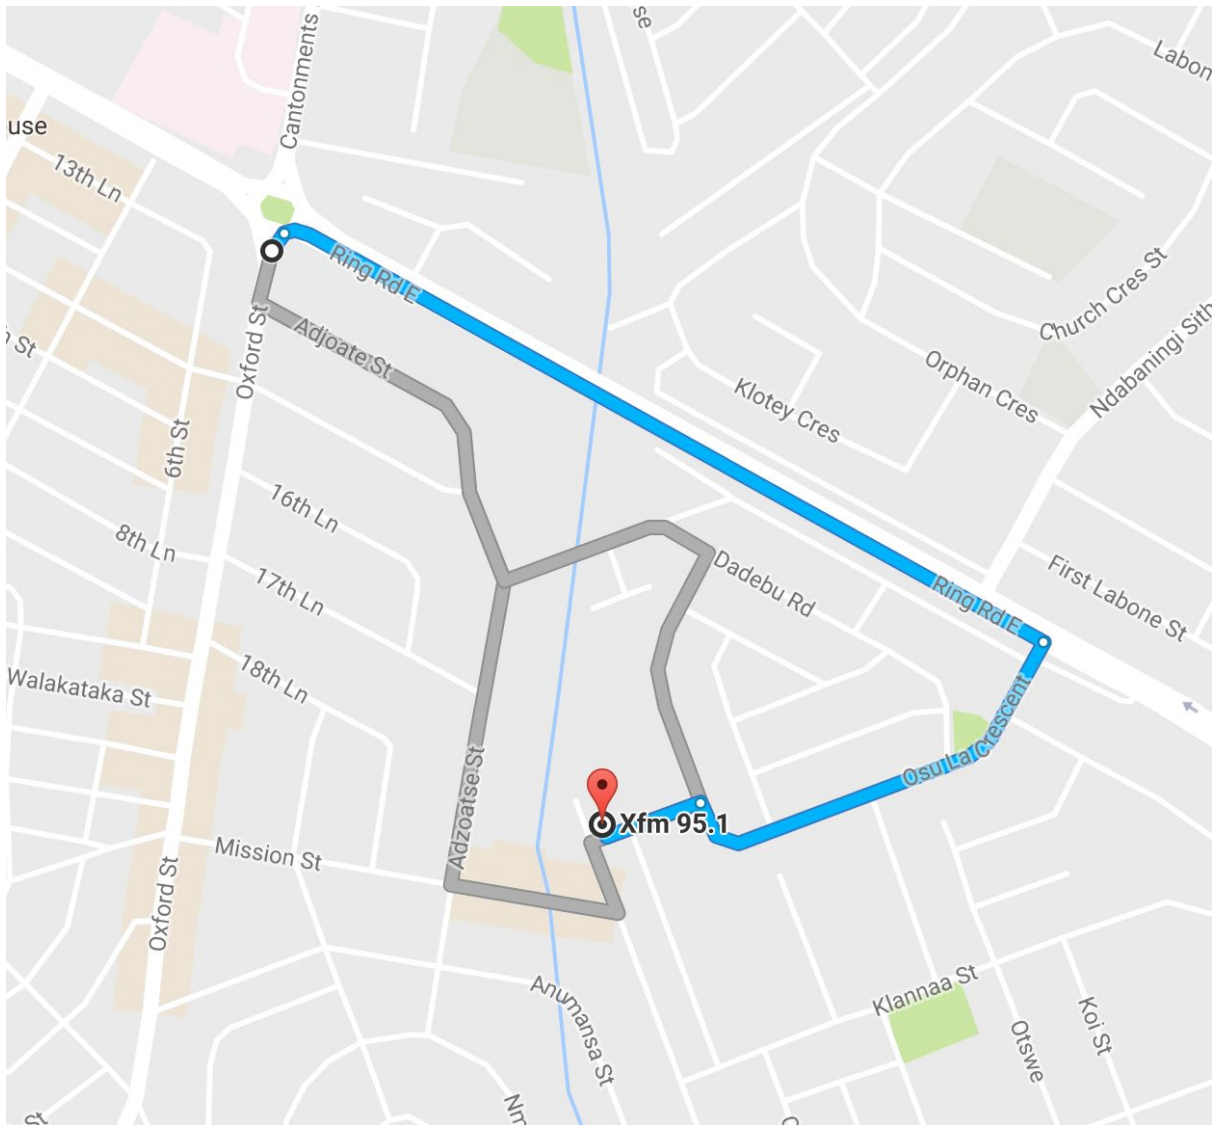 se
Labon
Cantonments
use
13th Ln
Ring Rd E
Church Cres St
Ndabaningi Sith
n St
Adjoate St
Oxford St
Orphan Cres
Klotey Cres
6th St
16th Ln
8th Ln
17th Ln
Dadebu Rd
First Labone St
Ring Rd E
18th Ln
Walakataka St
Osu La Crescent
Adzoatse St
Xfm 95.1
Mission St
Oxford St
Anumansa St
Klannaa St
Koi St
Otswe
Nm
St